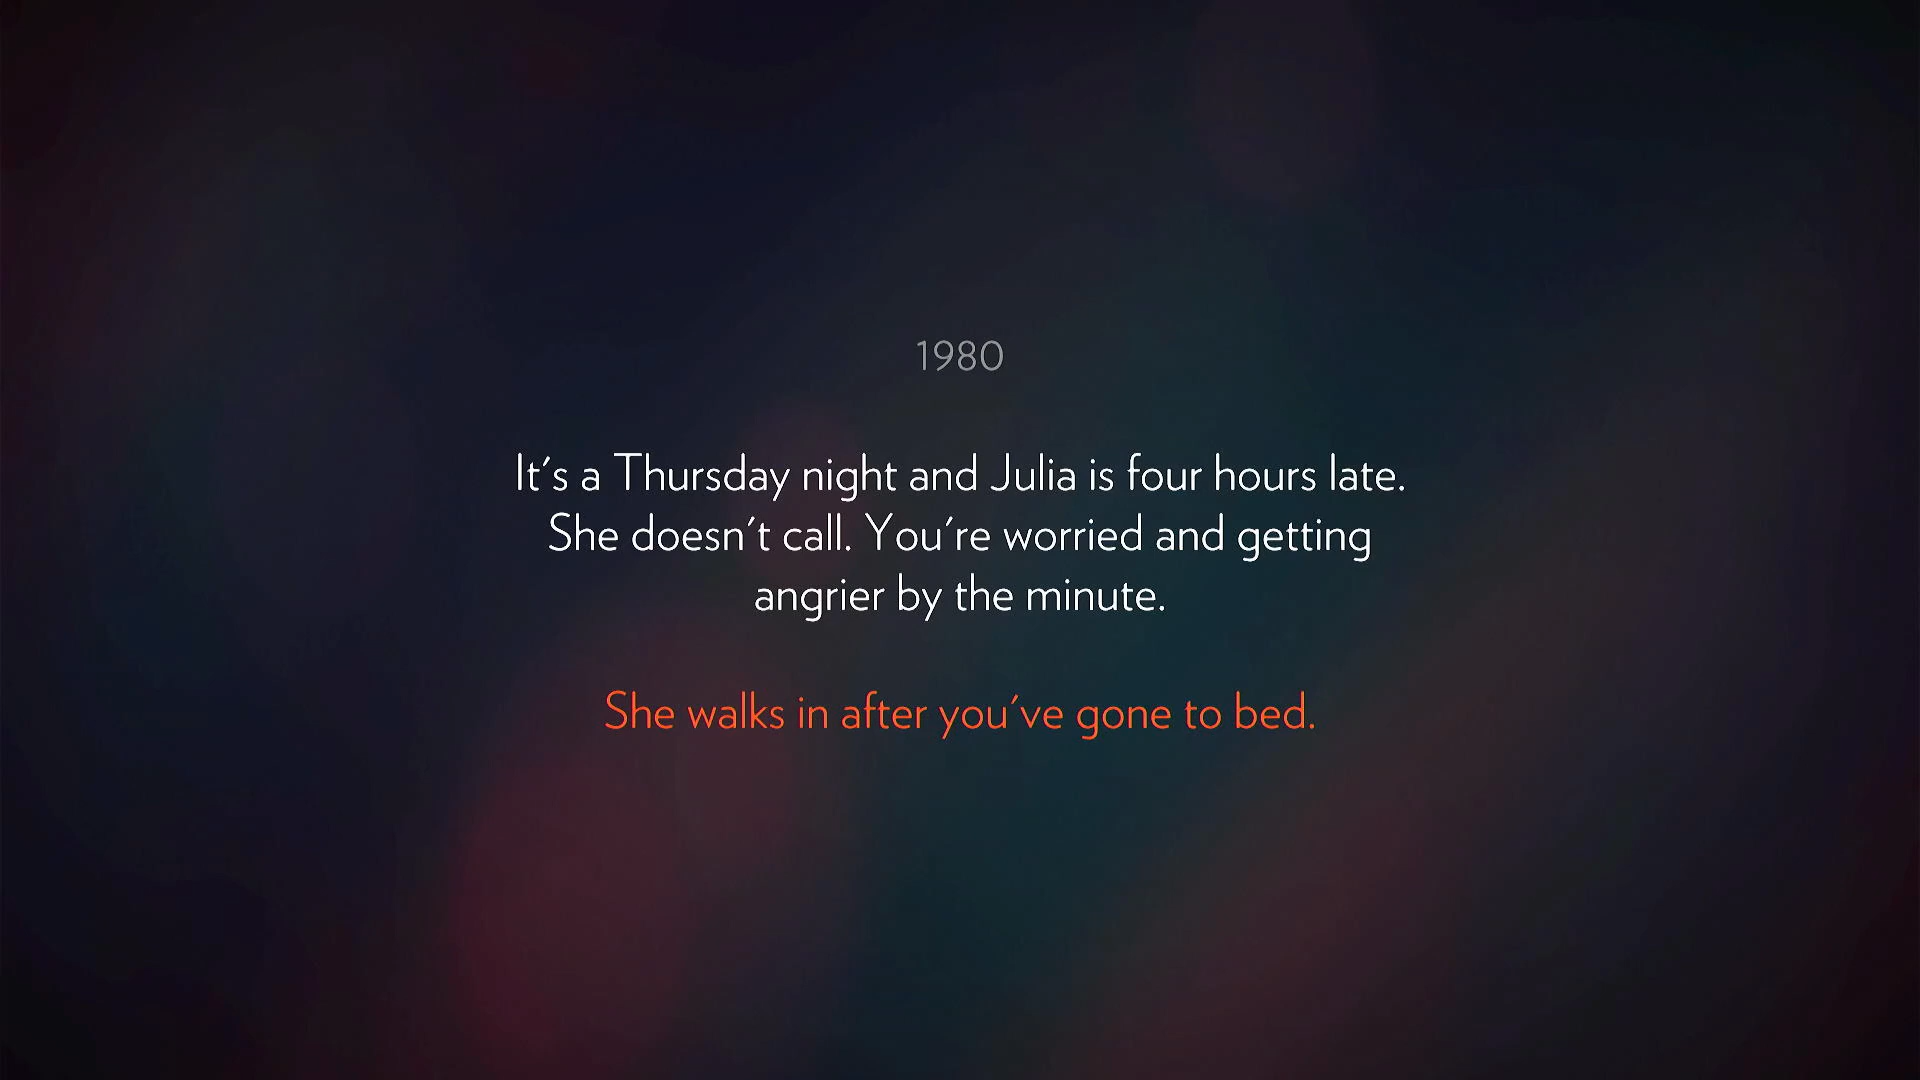 1980
It's a Thursday night and Julia is four hours late.
She doesn't call. You're worried and getting
angrier by the minute.
She walks in after you've gone to bed.